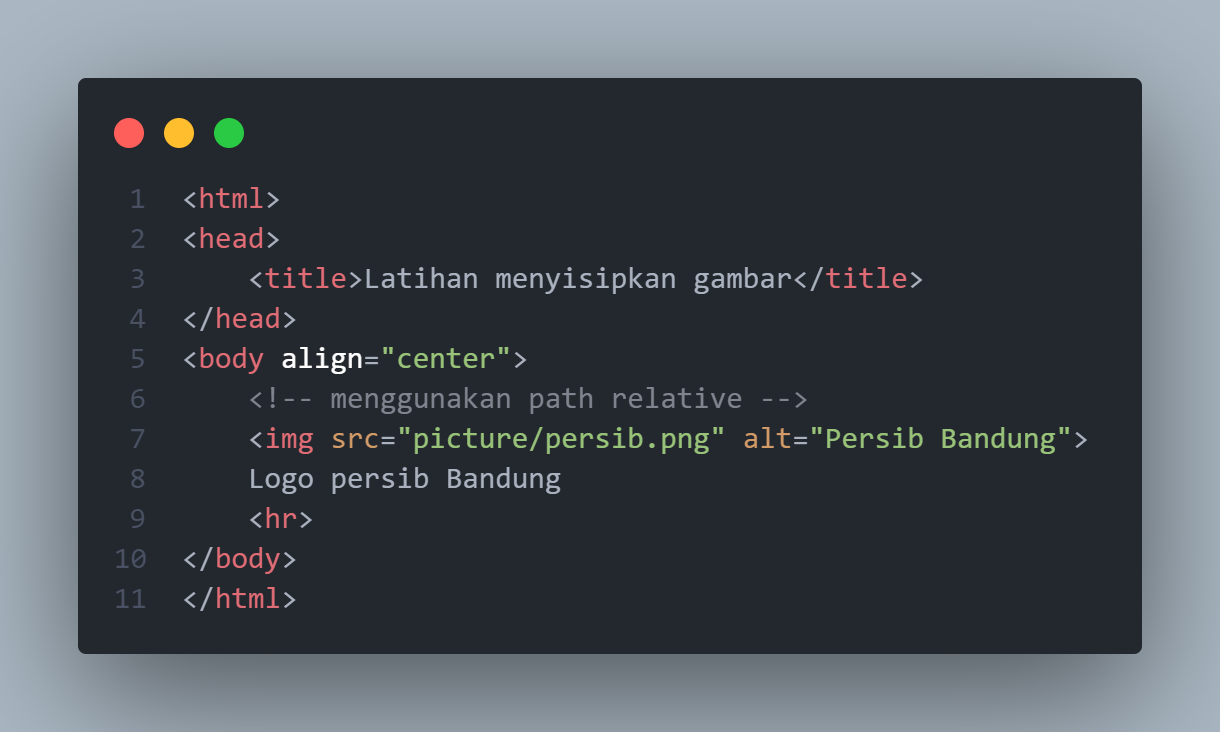 1 <html>
2 <head>
3     <title>Latihan menyisipkan gambar</title>
4 </head>
5 <body align="center">
6     <!-- menggunakan path relative -->
7     <img src="picture/persib.png" alt="Persib Bandung">
8     Logo persib Bandung
9     <hr>
10 </body>
11 </html>